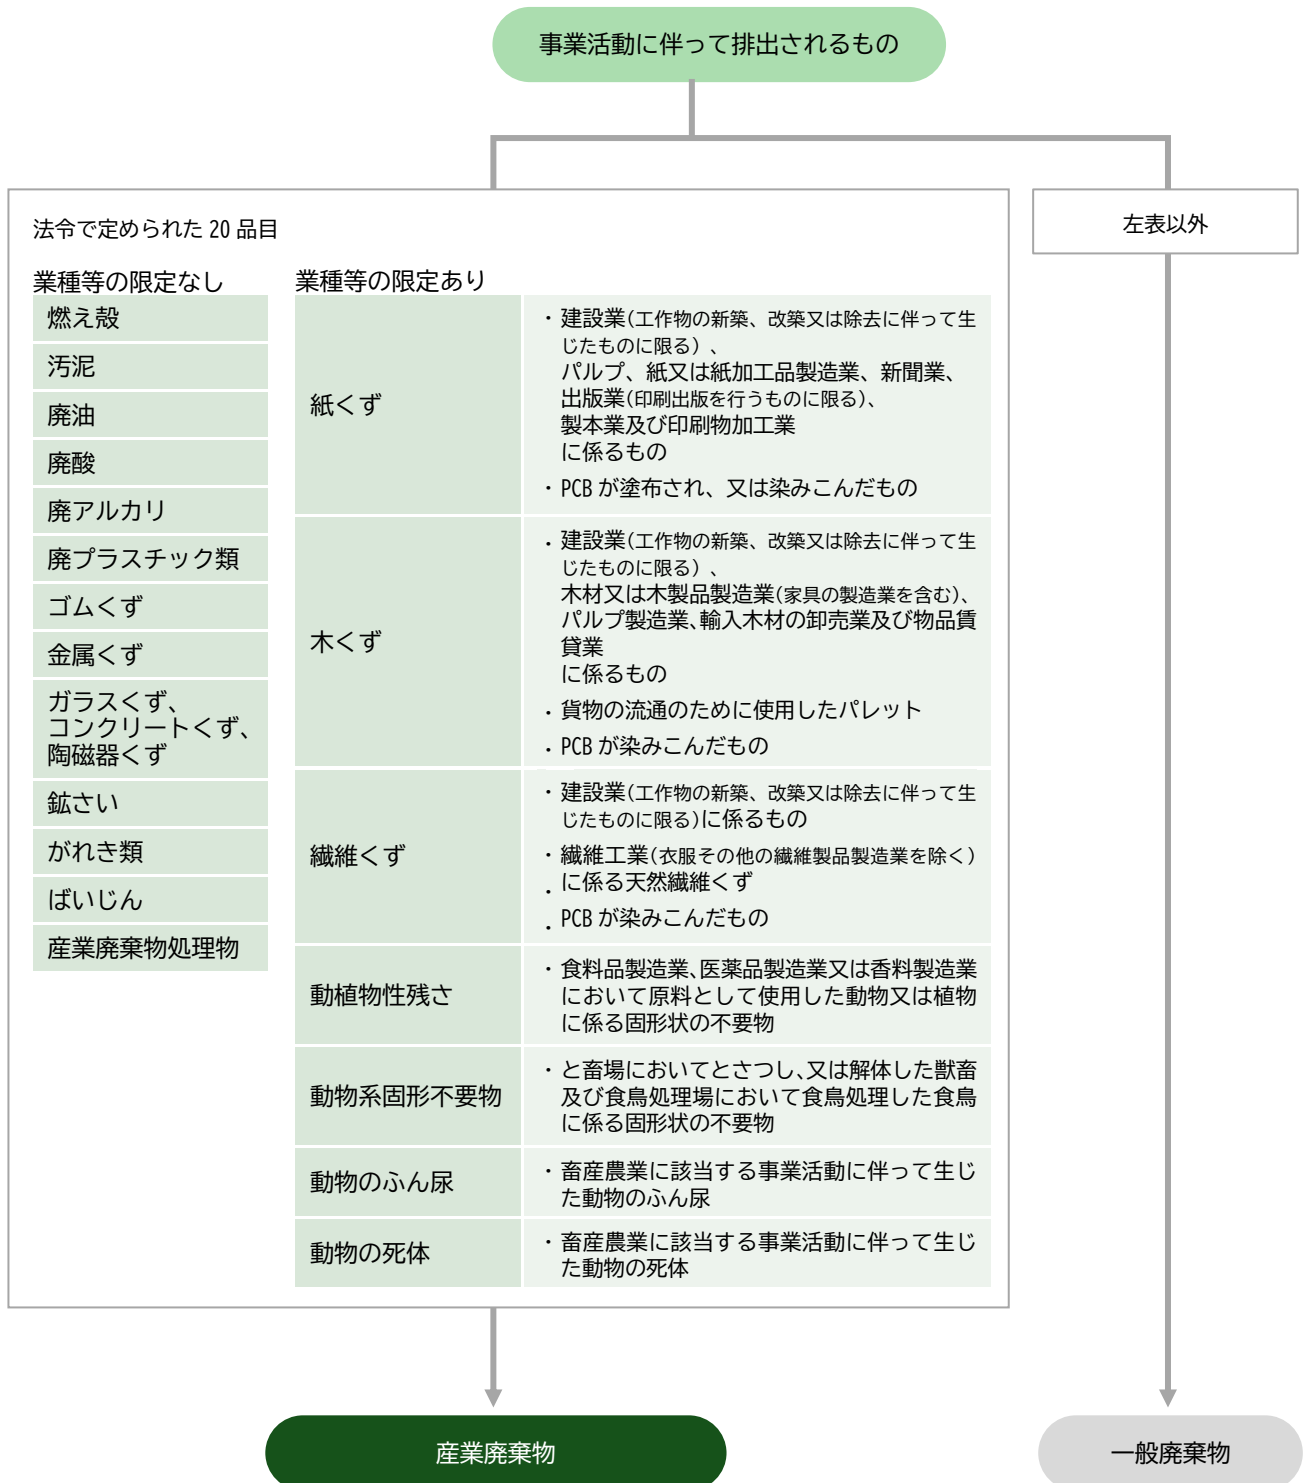 事業活動に伴って排出されるもの
法令で定められた 20 品目
左表以外
業種等の限定なし
燃え殻
汚泥
廃油
廃酸
廃アルカリ
廃プラスチック類
ゴムくず
金属くず
ガラスくず、
コンクリートくず、
陶磁器くず
鉱さい
がれき類
ばいじん
産業廃棄物処理物
業種等の限定あり
紙くず
・建設業(工作物の新築、改築又は除去に伴って生
じたものに限る) 、
パルプ、紙又は紙加工品製造業、新聞業、
出版業(印刷出版を行うものに限る)、
製本業及び印刷物加工業
に係るもの
・PCB が塗布され、又は染みこんだもの
木くず
・建設業(工作物の新築、改築又は除去に伴って生
じたものに限る) 、
木材又は木製品製造業(家具の製造業を含む)、
パルプ製造業、輸入木材の卸売業及び物品賃
貸業
に係るもの
・貨物の流通のために使用したパレット
・PCB が染みこんだもの
繊維くず
・建設業(工作物の新築、改築又は除去に伴って生
じたものに限る)に係るもの
・繊維工業(衣服その他の繊維製品製造業を除く)
・に係る天然繊維くず
・PCB が染みこんだもの
動植物性残さ
・食料品製造業、医薬品製造業又は香料製造業
において原料として使用した動物又は植物
に係る固形状の不要物
動物系固形不要物
・と畜場においてとさつし、又は解体した獣畜
及び食鳥処理場において食鳥処理した食鳥
に係る固形状の不要物
動物のふん尿
・畜産農業に該当する事業活動に伴って生じ
た動物のふん尿
動物の死体
・畜産農業に該当する事業活動に伴って生じ
た動物の死体
産業廃棄物
一般廃棄物